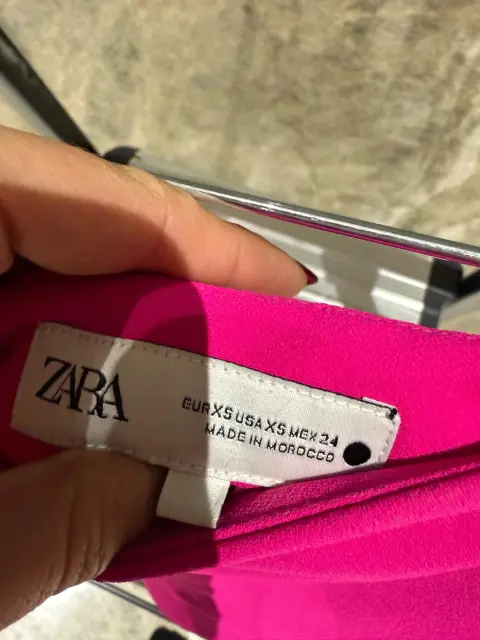 ZARA
EUR XS USA XS MEX 24
MADE IN MOROCCO